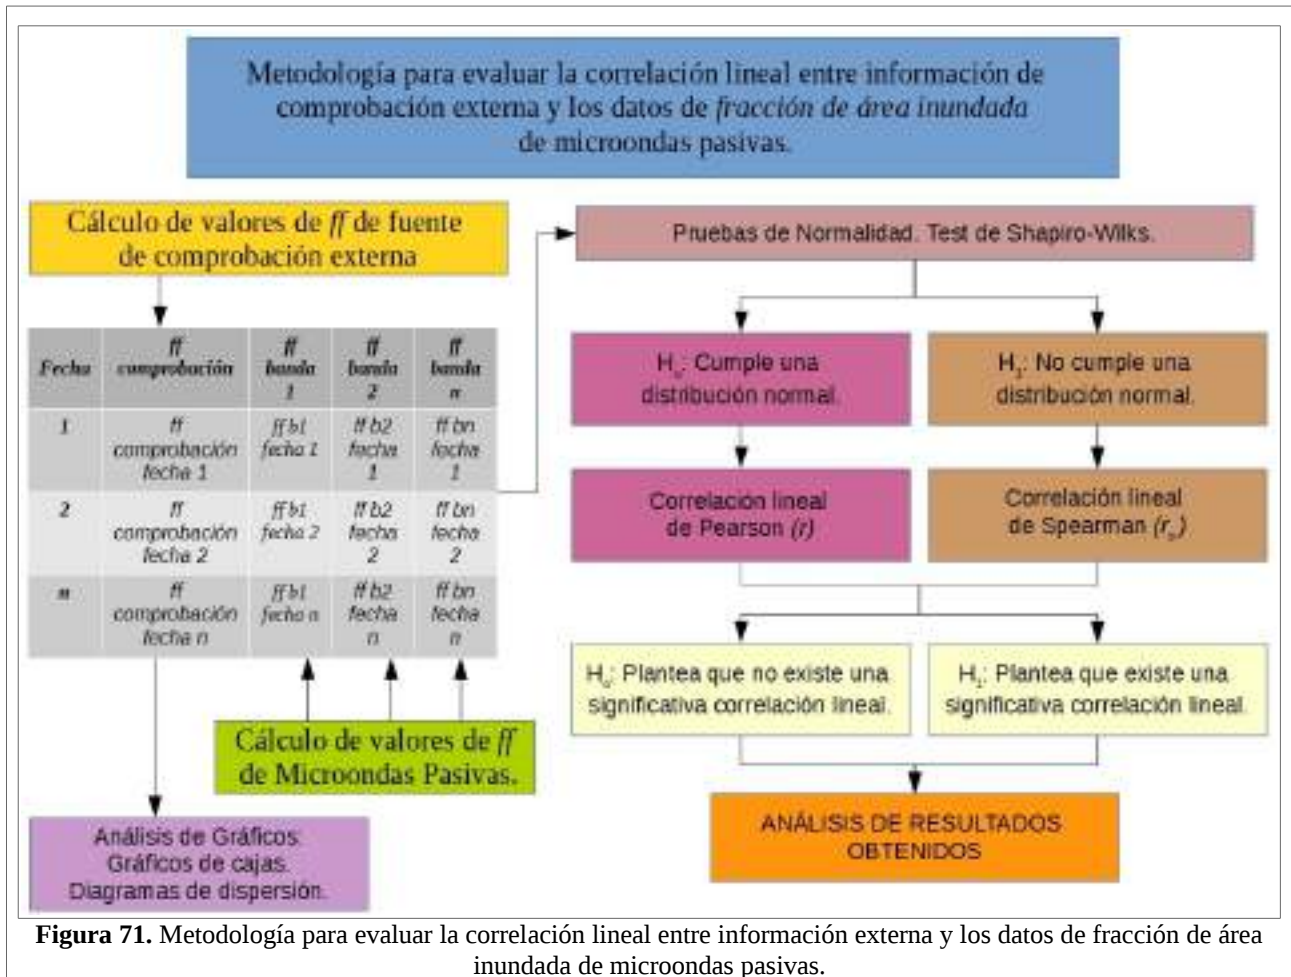 Metodología para evaluar la correlación lineal entre información de
comprobación externa y los datos de fracción de área inundada
de microondas pasivas.
Cálculo de valores de ff de fuente
de comprobación externa
Pruebas de Normalidad. Test de Shapiro-Wilks.
Fecha
ff
comprobación
ff
banda
1
ff
banda
2
ff
banda
n
1
ff
comprobación
fecha 1
ff b1
fecha 1
ff b2
fecha
1
ff bn
fecha
1
2
ff
comprobación
fecha 2
ff b1
fecha 2
ff b2
fecha
2
ff bn
fecha
2
n
ff
comprobación
fecha n
ff b1
fecha n
ff b2
fecha
n
ff bn
fecha
n
Cálculo de valores de ff
de Microondas Pasivas.
Análisis de Gráficos:
Gráficos de cajas.
Diagramas de dispersión.
H₀: Cumple una
distribución normal.
H₁: No cumple una
distribución normal.
Correlación lineal
de Pearson (r)
Correlación lineal
de Spearman (rₛ)
H₀: Plantea que no existe una
significativa correlación lineal.
H₁: Plantea que existe una
significativa correlación lineal.
ANÁLISIS DE RESULTADOS
OBTENIDOS
Figura 71. Metodología para evaluar la correlación lineal entre información externa y los datos de fracción de área
inundada de microondas pasivas.